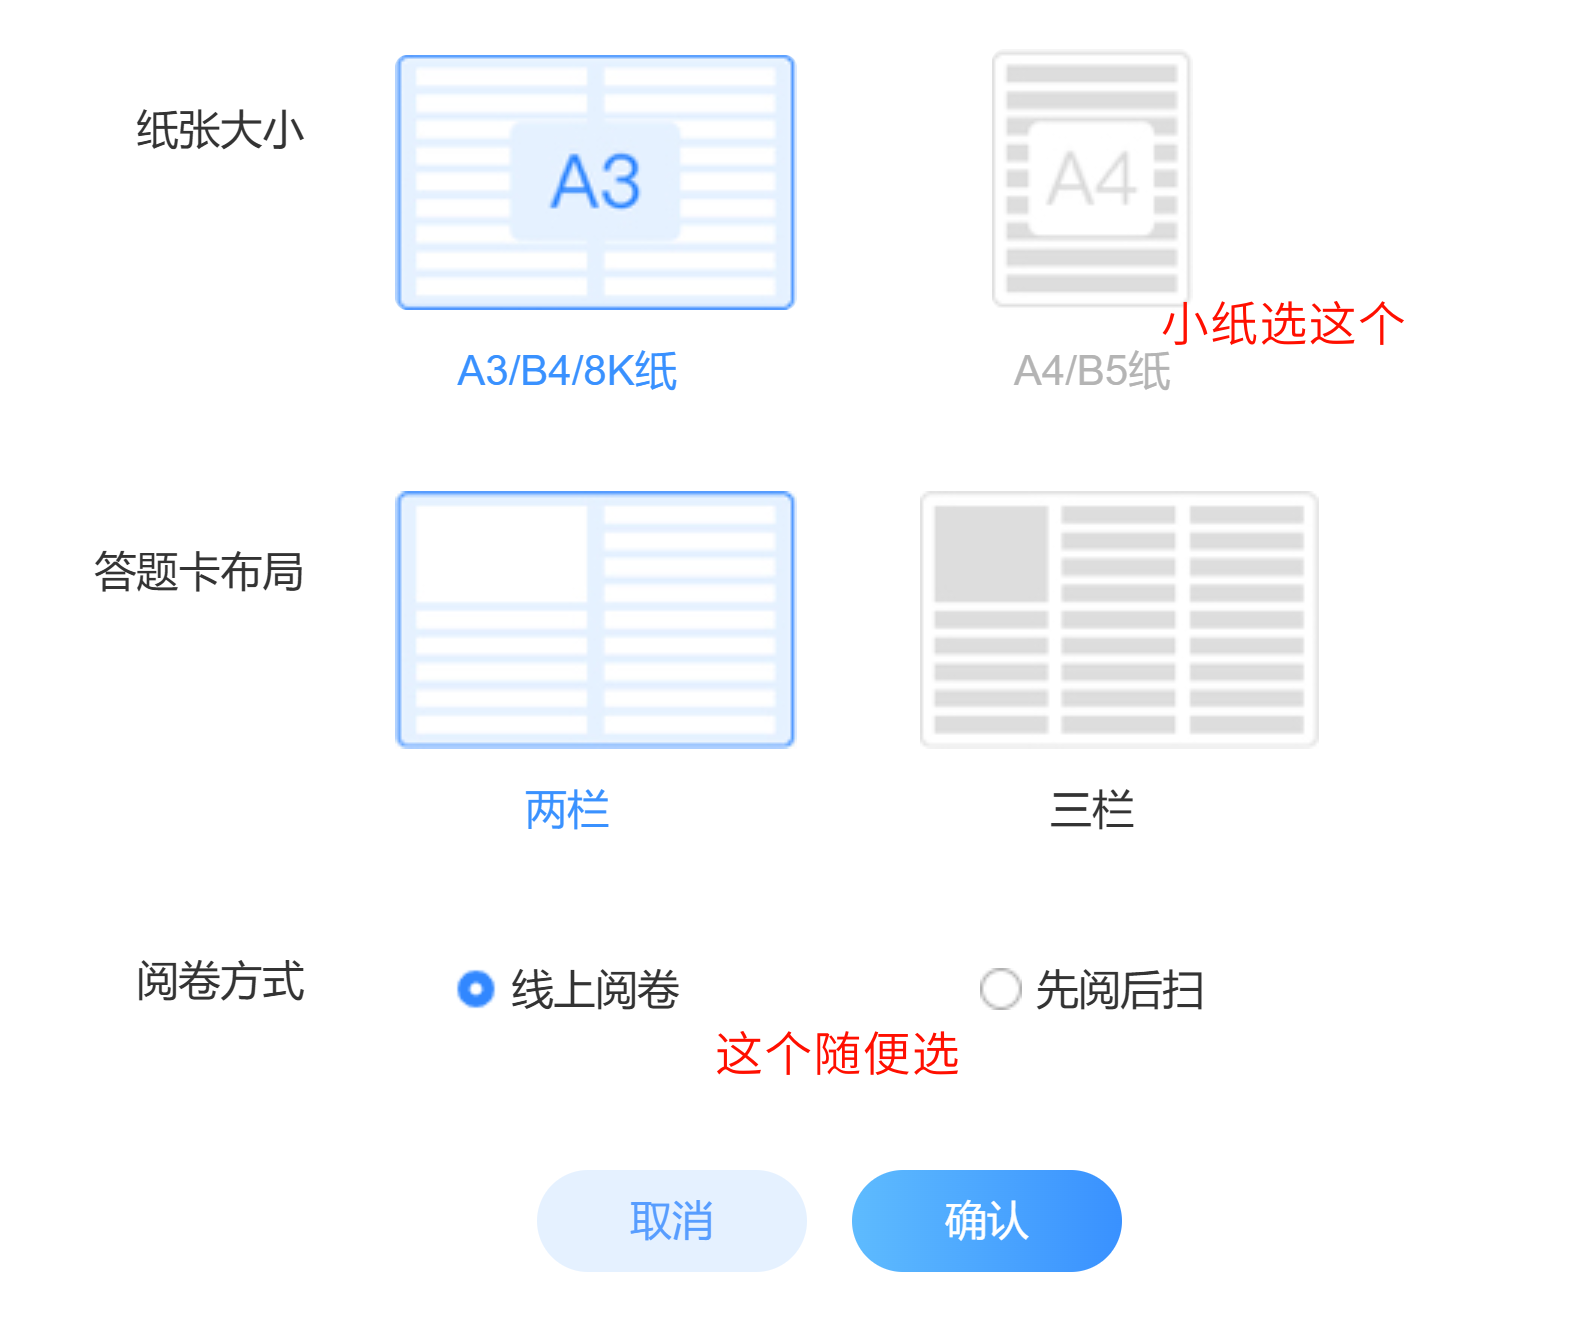 纸张大小
A3
A4
小纸选这个
A3/B4/8K纸
A4/B5纸
答题卡布局
两栏
三栏
阅卷方式
线上阅卷
先阅后扫
这个随便选
取消
确认